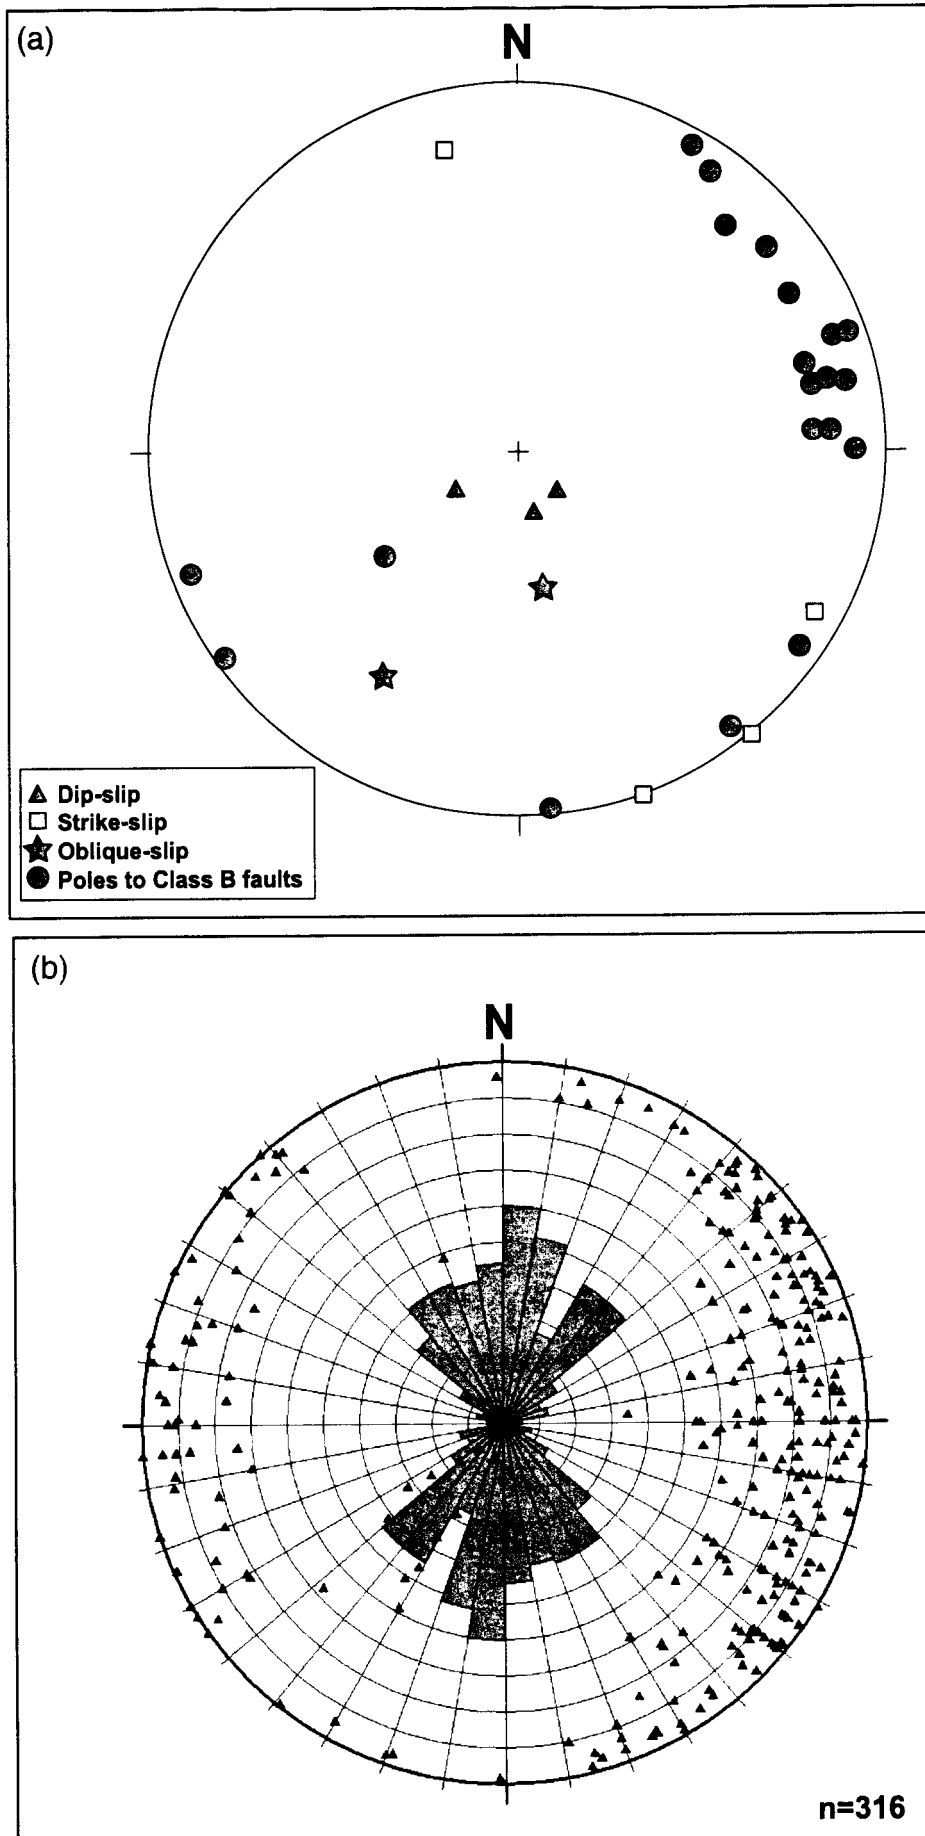 (a)
N
Dip-slip
Strike-slip
Oblique-slip
Poles to Class B faults
(b)
N
n=316